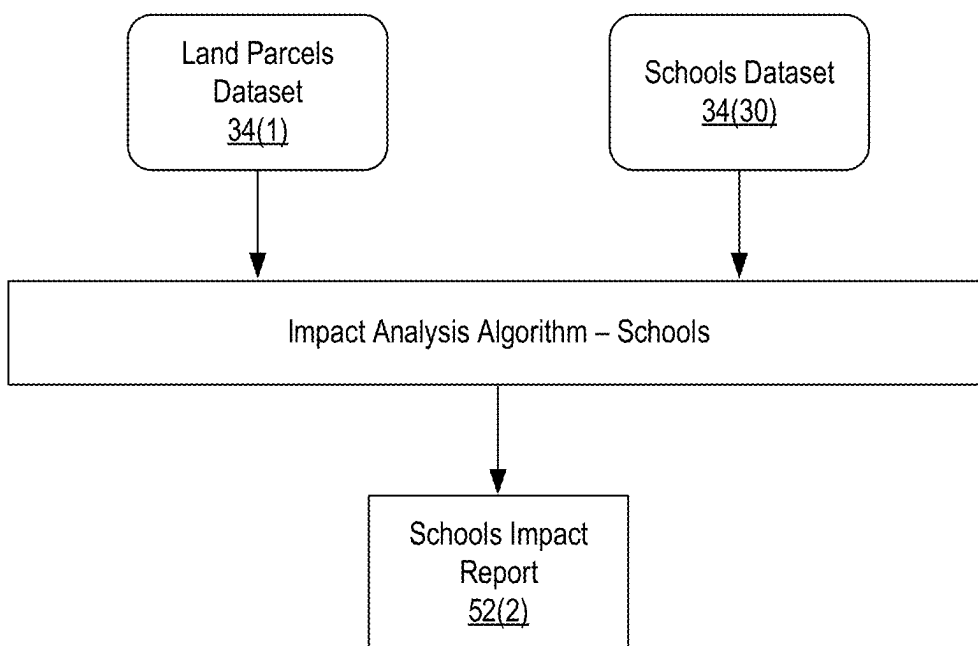 Land Parcels
Dataset
34(1)
Schools Dataset
34(30)
Impact Analysis Algorithm – Schools
Schools Impact
Report
52(2)